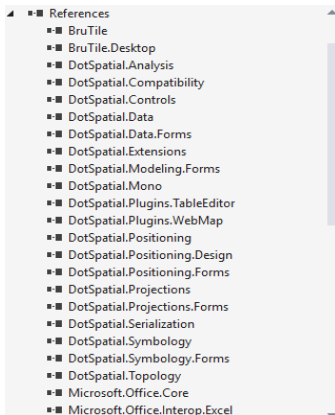 References
BruTile
BruTile.Desktop
DotSpatial.Analysis
DotSpatial.Compatibility
DotSpatial.Controls
DotSpatial.Data
DotSpatial.Data.Forms
DotSpatial.Extensions
DotSpatial.Modeling.Forms
DotSpatial.Mono
DotSpatial.Plugins.TableEditor
DotSpatial.Plugins.WebMap
DotSpatial.Positioning
DotSpatial.Positioning.Design
DotSpatial.Positioning.Forms
DotSpatial.Projections
DotSpatial.Projections.Forms
DotSpatial.Serialization
DotSpatial.Symbology
DotSpatial.Symbology.Forms
DotSpatial.Topology
Microsoft.Office.Core
Microsoft.Office.Interop.Excel